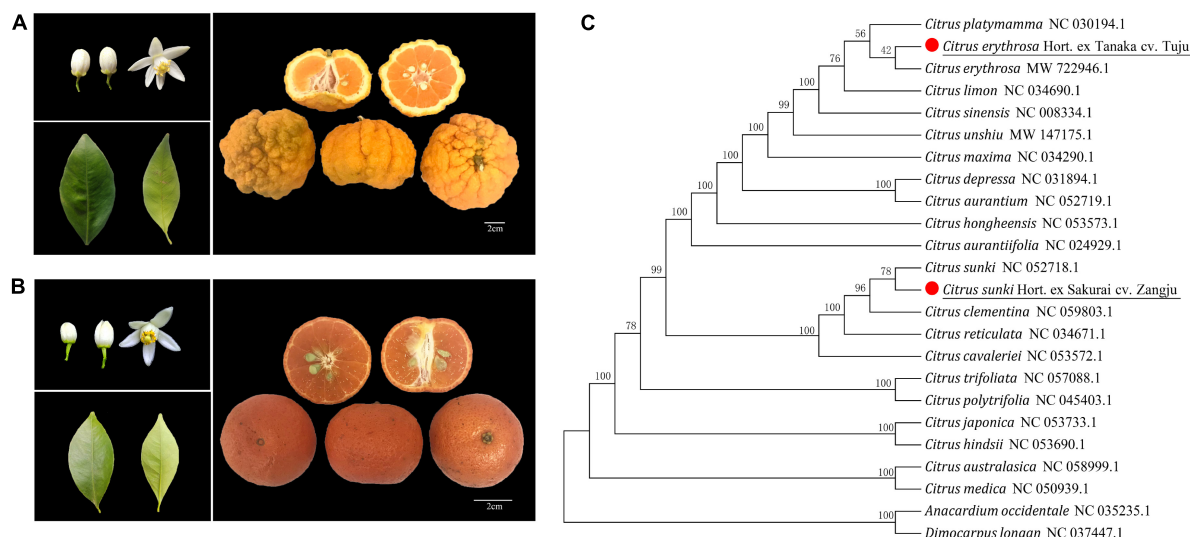 A
2cm
B
2cm
C
Citrus platymamma NC 030194.1
56
Citrus erythrosa Hort. ex Tanaka cv. Tuju
42
Citrus erythrosa MW 722946.1
76
Citrus limon NC 034690.1
100
Citrus sinensis NC 008334.1
99
Citrus unshiu MW 147175.1
100
Citrus maxima NC 034290.1
100
Citrus depressa NC 031894.1
100
Citrus aurantium NC 052719.1
100
Citrus hongheensis NC 053573.1
100
Citrus aurantiifolia NC 024929.1
Citrus sunki NC 052718.1
78
Citrus sunki Hort. ex Sakurai cv. Zangju
99
96
Citrus clementina NC 059803.1
100
Citrus reticulata NC 034671.1
78
Citrus cavaleriei NC 053572.1
Citrus trifoliata NC 057088.1
100
100
Citrus polytrifolia NC 045403.1
Citrus japonica NC 053733.1
100
Citrus hindsii NC 053690.1
Citrus australasica NC 058999.1
100
Citrus medica NC 050939.1
Anacardium occidentale NC 035235.1
100
Dimocarpus longan NC 037447.1